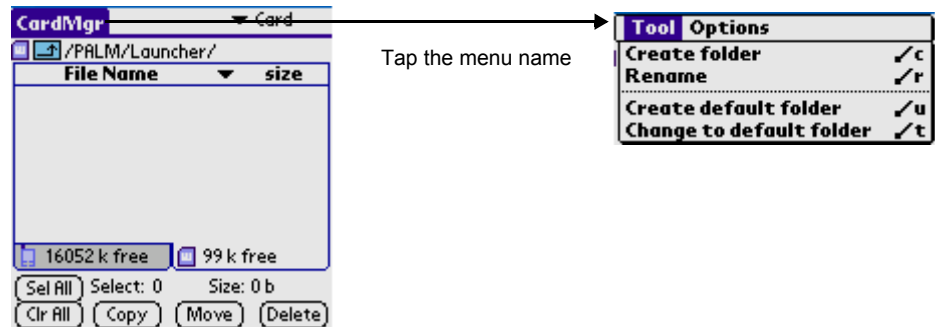 CardMgr Card
/PALM/Launcher/
File Name size
16052 k free 99 k free
Sel All Select: 0 Size: 0 b
Clr All Copy Move Delete
Tap the menu name
Tool Options
Create folder /c
Rename /r
Create default folder /u
Change to default folder /t